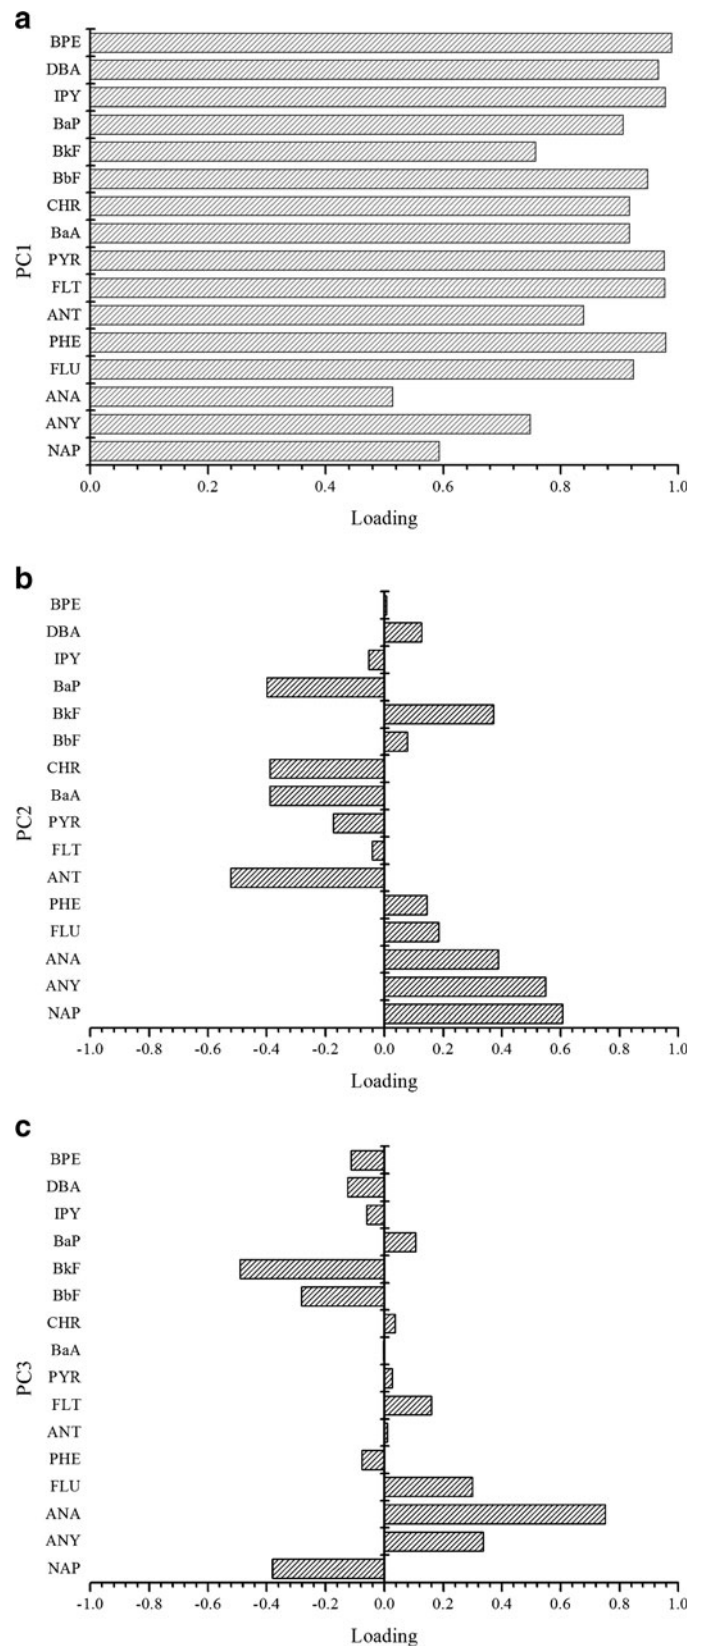 a
BPE
DBA
IPY
BaP
BkF
BbF
CHR
BaA
PYR
FLT
ANT
PHE
FLU
ANA
ANY
NAP
PC1
0.0 0.2 0.4 0.6 0.8 1.0
Loading
b
BPE
DBA
IPY
BaP
BkF
BbF
CHR
BaA
PYR
FLT
ANT
PHE
FLU
ANA
ANY
NAP
PC2
-1.0 -0.8 -0.6 -0.4 -0.2 0.0 0.2 0.4 0.6 0.8 1.0
Loading
c
BPE
DBA
IPY
BaP
BkF
BbF
CHR
BaA
PYR
FLT
ANT
PHE
FLU
ANA
ANY
NAP
PC3
-1.0 -0.8 -0.6 -0.4 -0.2 0.0 0.2 0.4 0.6 0.8 1.0
Loading